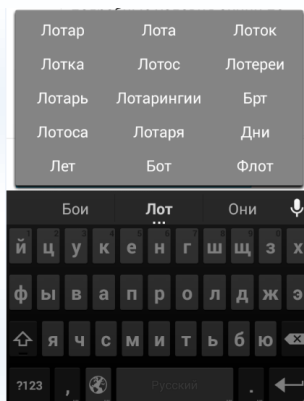 Лотар Лота Лоток
Лотка Лотос Лотереи
Лотарь Лотарингии Брт
Лотоса Лотаря Дни
Лет Бот Флот
Бои Лот Они
й ц у к е н г ш щ з х
ф ы в а п р о л д ж э
я ч с м и т ь б ю
?123 , Русский .